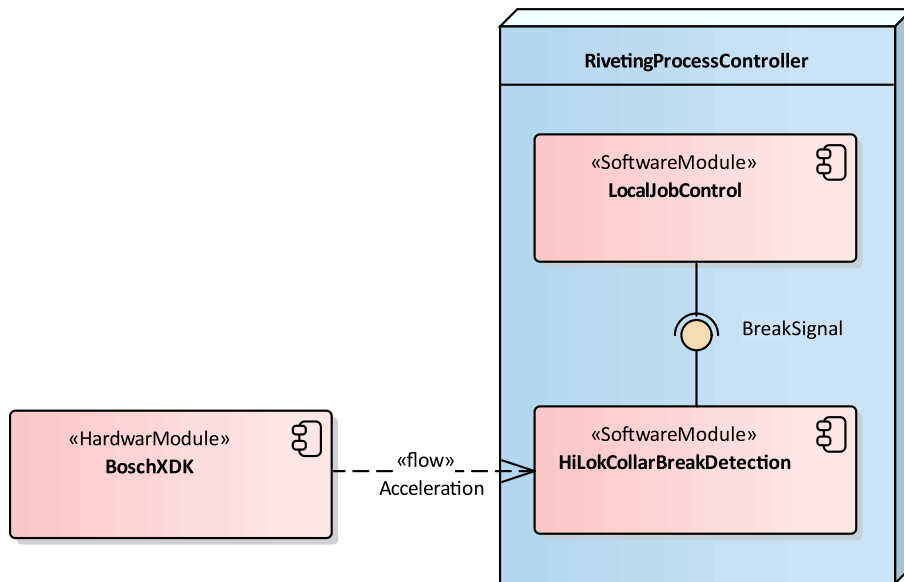 RivetingProcessController
«SoftwareModule»
LocalJobControl
BreakSignal
«HardwarModule»
BoschXDK
«flow»
Acceleration
«SoftwareModule»
HiLokCollarBreakDetection